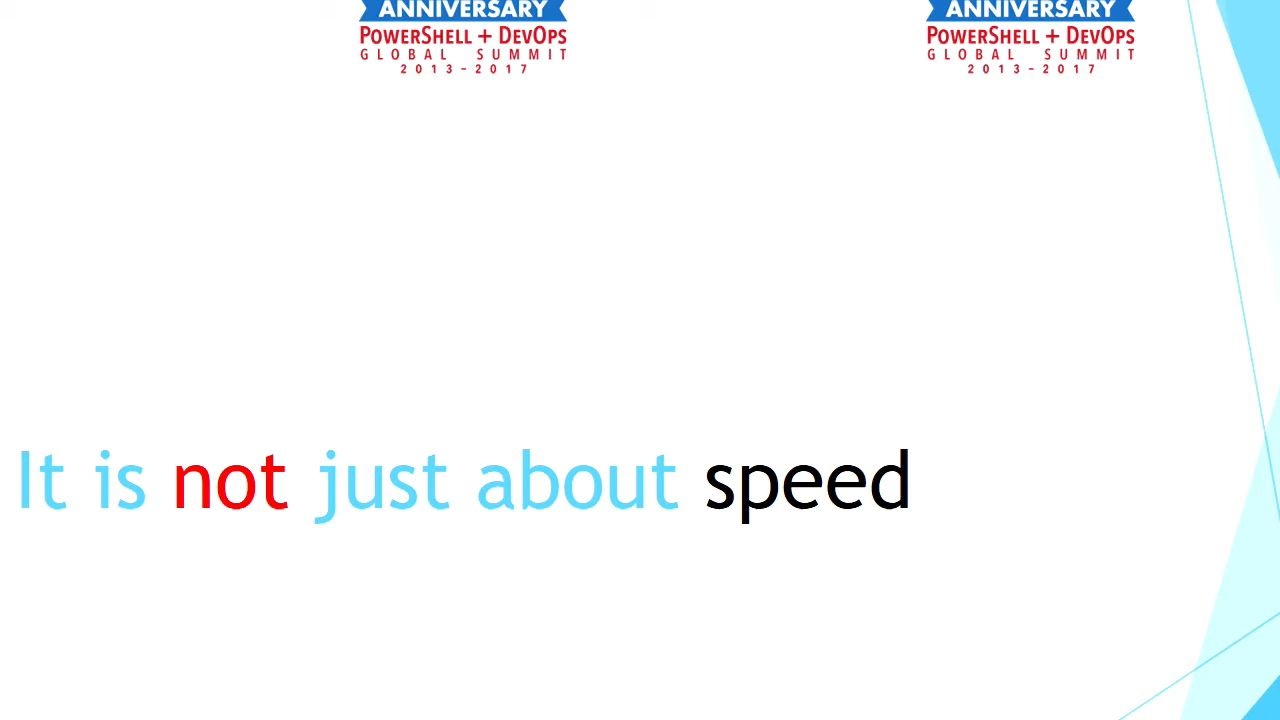 ANNIVERSARY
POWERSHELL + DEVOPS
GLOBAL SUMMIT
2013-2017
ANNIVERSARY
POWERSHELL + DEVOPS
GLOBAL SUMMIT
2013-2017
It is not just about speed